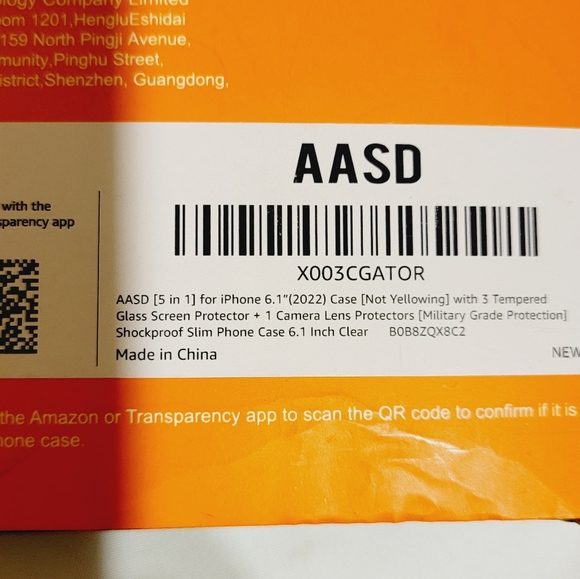 ology Company Limited
oom 1201,HengluEshidai
159 North Pingji Avenue,
munity,Pinghu Street,
istrict,Shenzhen, Guangdong,
AASD
with the
sparency app
X003CGATOR
AASD [5 in 1] for iPhone 6.1"(2022) Case [Not Yellowing] with 3 Tempered
Glass Screen Protector + 1 Camera Lens Protectors [Military Grade Protection]
Shockproof Slim Phone Case 6.1 Inch Clear B0B8ZQX8C2
Made in China NEW
the Amazon or Transparency app to scan the QR code to confirm if it is
hone case.